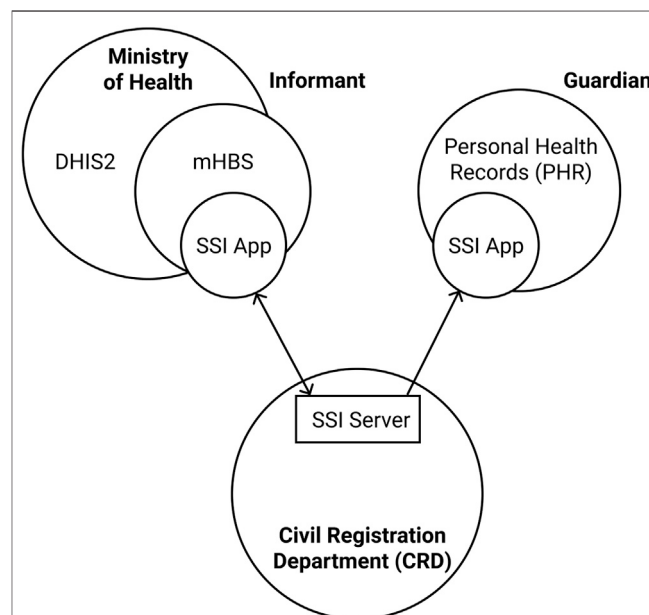 Ministry
of Health
Informant
Guardian
DHIS2
mHBS
Personal Health
Records (PHR)
SSI App
SSI App
SSI Server
Civil Registration
Department (CRD)